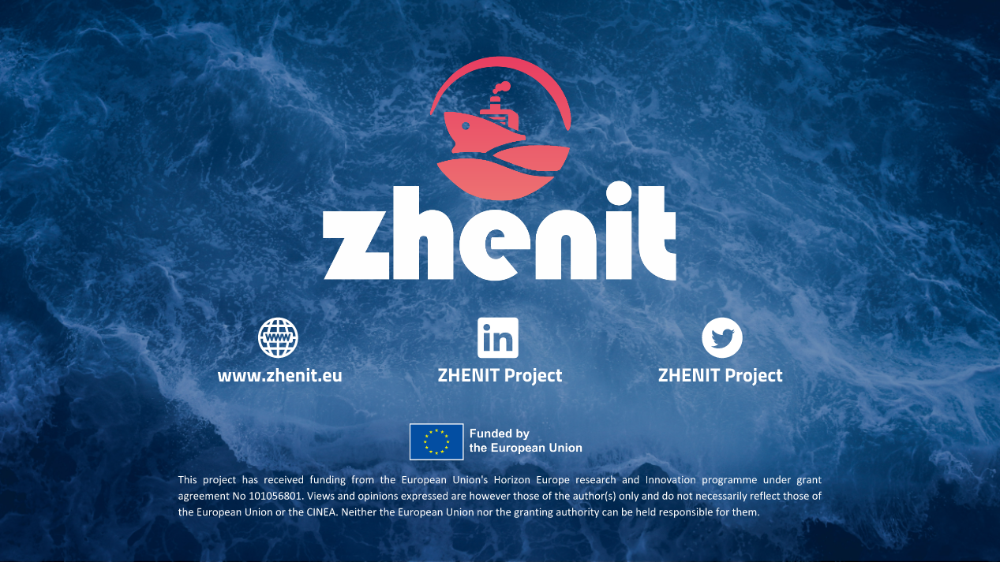 zhenit
www
in
www.zhenit.eu
ZHENIT Project
ZHENIT Project
Funded by
the European Union
This project has received funding from the European Union's Horizon Europe research and Innovation programme under grant
agreement No 101056801. Views and opinions expressed are however those of the author(s) only and do not necessarily reflect those of
the European Union or the CINEA. Neither the European Union nor the granting authority can be held responsible for them.